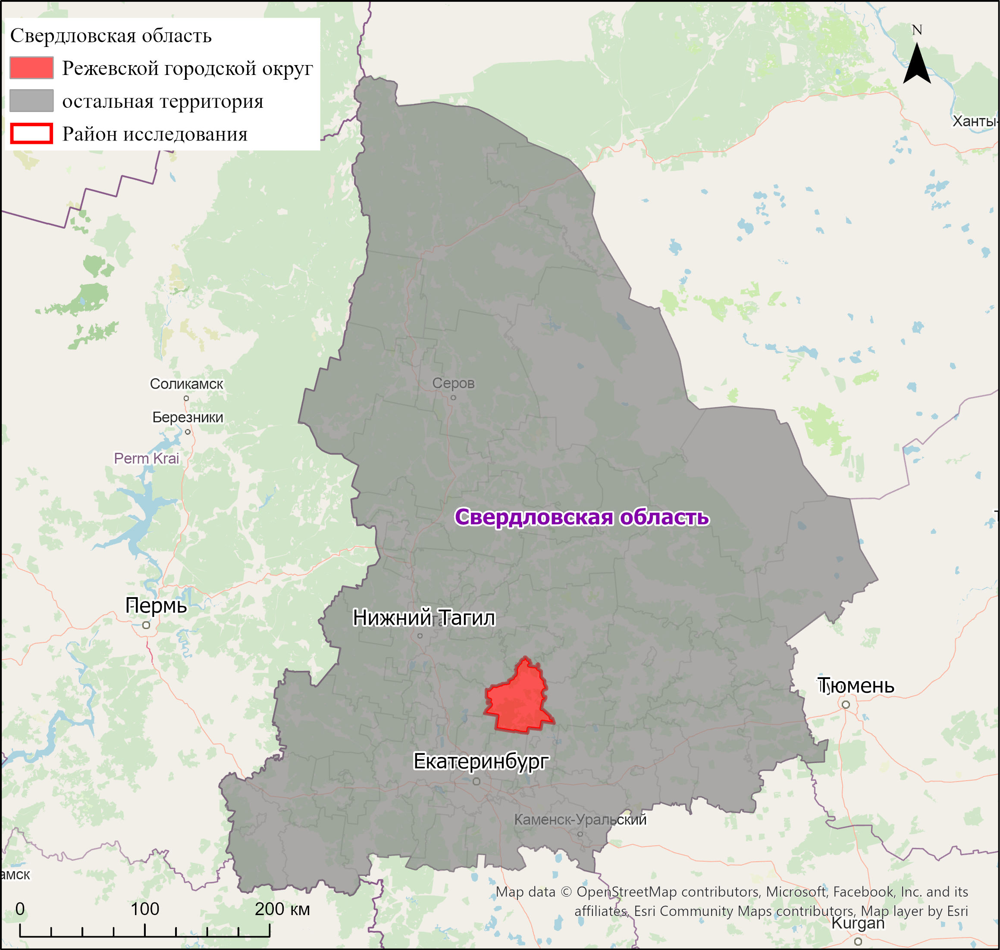 Свердловская область
Режевской городской округ
остальная территория
Район исследования
N
Ханты-
Соликамск
Серов
Березники
Perm Krai
Свердловская область
Пермь
Нижний Тагил
Тюмень
Екатеринбург
Каменск-Уральский
амск
Map data © OpenStreetMap contributors, Microsoft, Facebook, Inc. and its
affiliates, Esri Community Maps contributors, Map layer by Esri
0 100 200 км
Kurgan